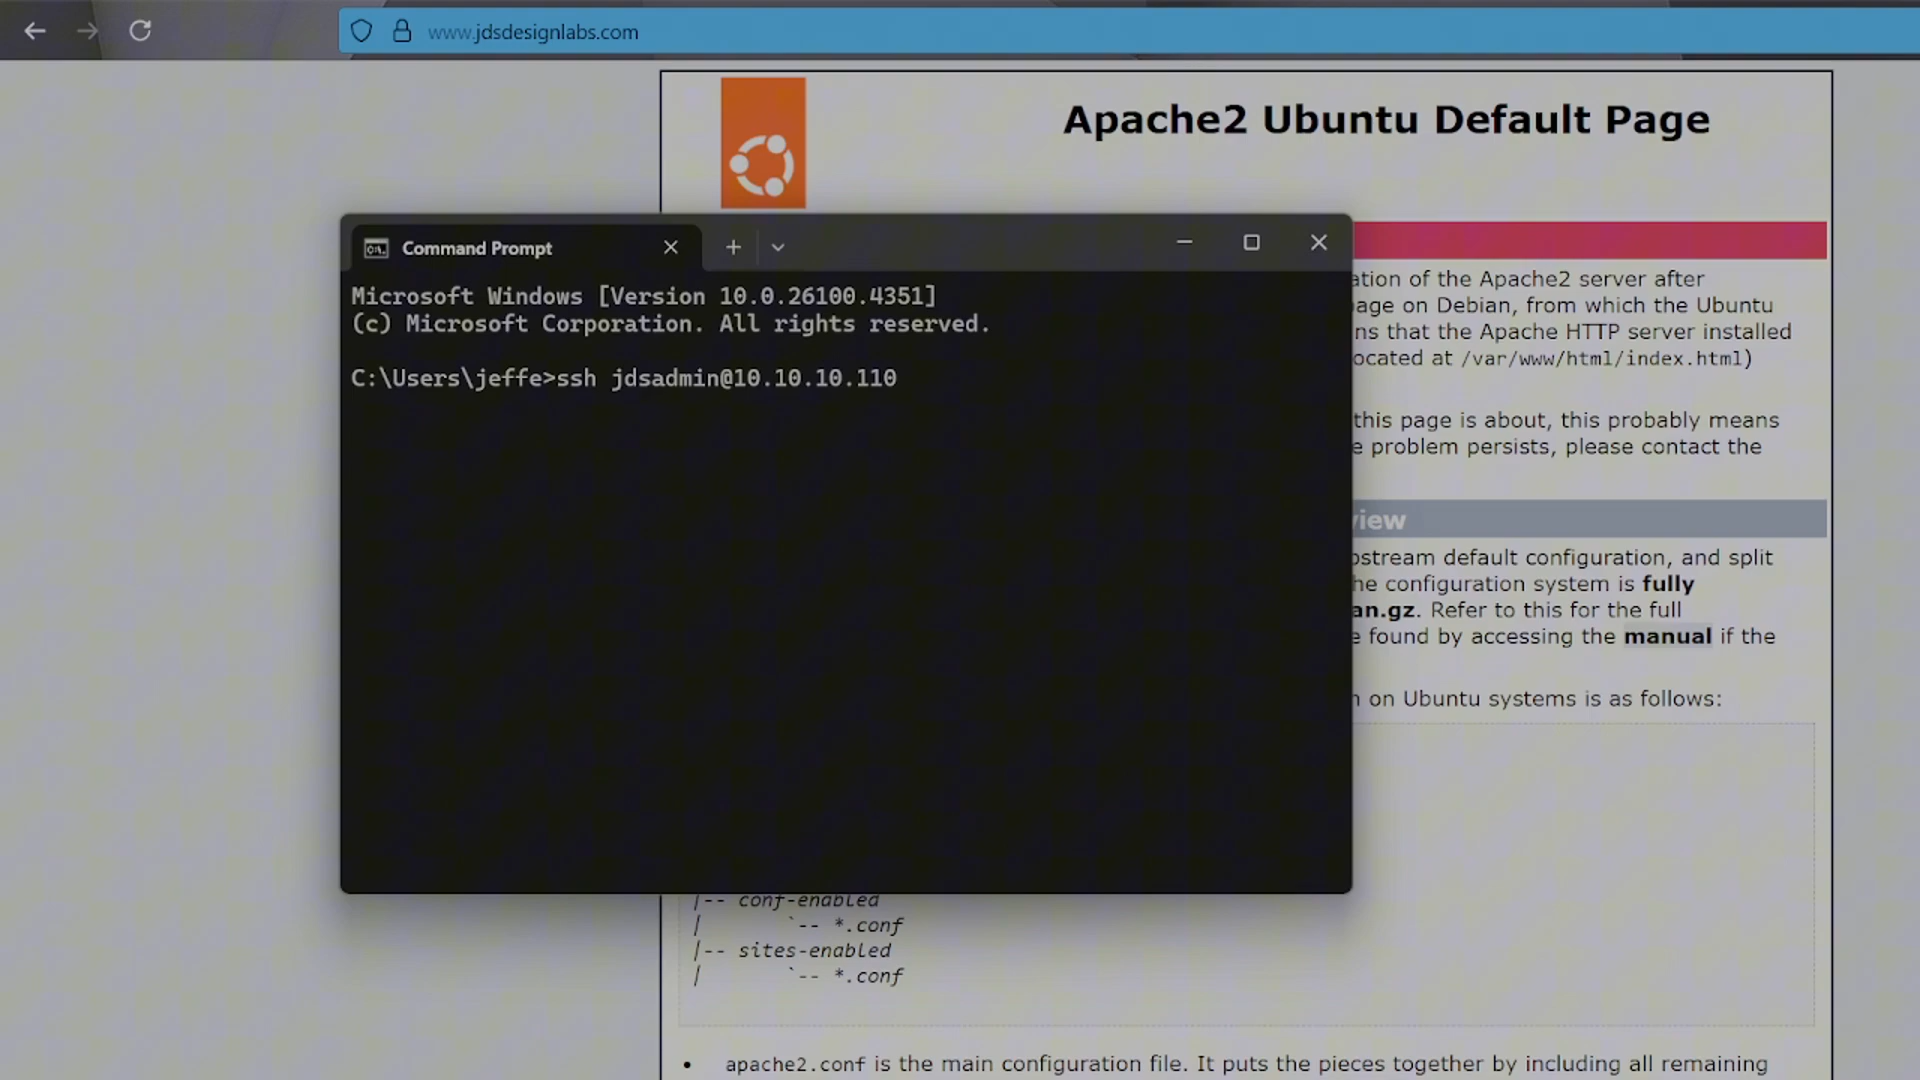 www.jdsdesignlabs.com
Apache2 Ubuntu Default Page
Command Prompt
Microsoft Windows [Version 10.0.26100.4351]
(c) Microsoft Corporation. All rights reserved.
C:\Users\jeffe>ssh jdsadmin@10.10.10.110
ation of the Apache2 server after
age on Debian, from which the Ubuntu
ns that the Apache HTTP server installed
ocated at /var/www/html/index.html)
this page is about, this probably means
e problem persists, please contact the
view
pstream default configuration, and split
he configuration system is fully
an.gz. Refer to this for the full
e found by accessing the manual if the
n on Ubuntu systems is as follows:
|-- conf-enabled
|       `-- *.conf
|-- sites-enabled
|       `-- *.conf
• apache2.conf is the main configuration file. It puts the pieces together by including all remaining